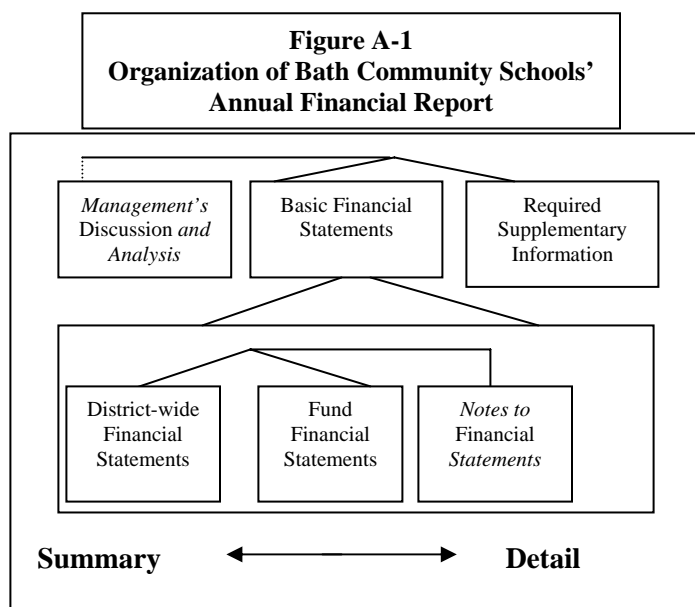 Figure A-1
Organization of Bath Community Schools’
Annual Financial Report
Management’s
Discussion and
Analysis
Basic Financial
Statements
Required
Supplementary
Information
District-wide
Financial
Statements
Fund
Financial
Statements
Notes to
Financial
Statements
Summary
Detail